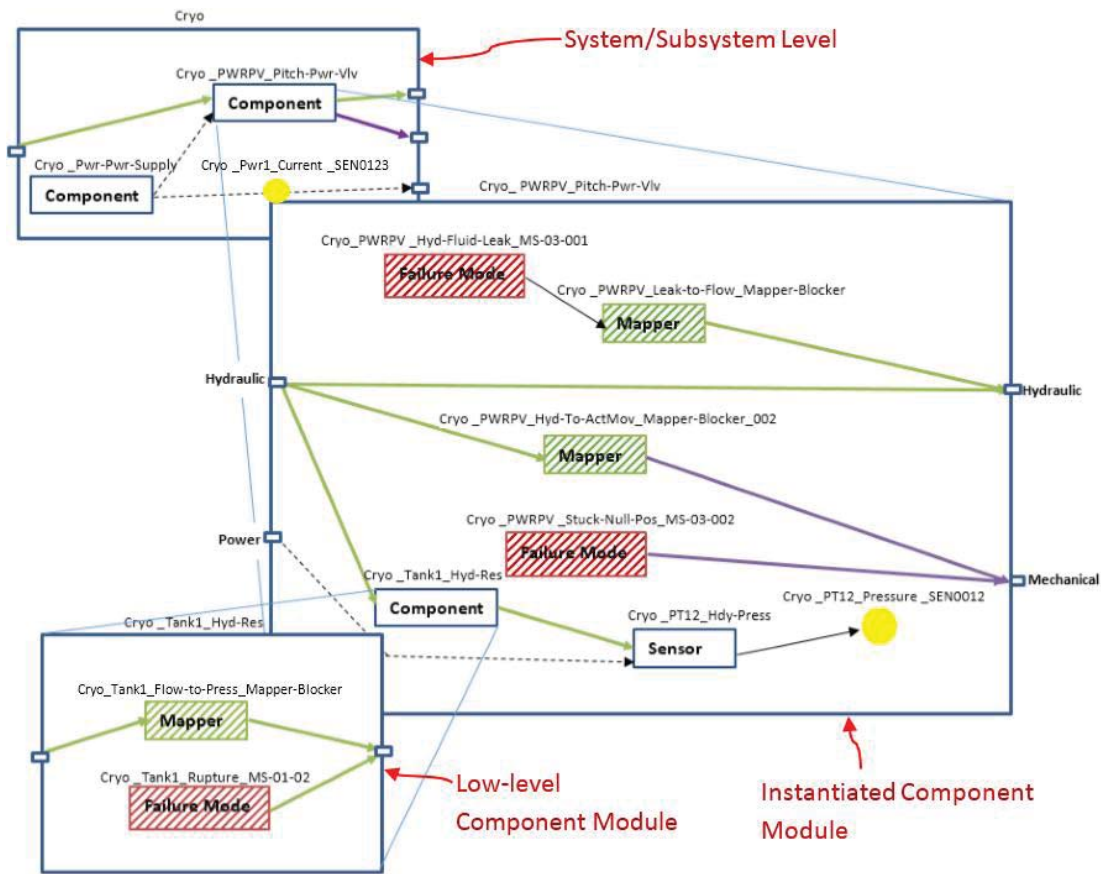 Cryo
System/Subsystem Level
Cryo _PWRPV_Pitch-Pwr-Vlv
Component
Cryo _Pwr-Pwr-Supply
Cryo _Pwr1_Current _SEN0123
Component
Cryo_ PWRPV_Pitch-Pwr-Vlv
Cryo_PWRPV _Hyd-Fluid-Leak_MS-03-001
Failure Mode
Cryo _PWRPV_Leak-to-Flow_Mapper-Blocker
Mapper
Hydraulic
Hydraulic
Cryo _PWRPV_Hyd-To-ActMov_Mapper-Blocker_002
Mapper
Cryo _PWRPV _Stuck-Null-Pos_MS-03-002
Power
Failure Mode
Cryo _Tank1_Hyd-Res
Mechanical
Component
Cryo _PT12_Pressure _SEN0012
Cryo _PT12_Hdy-Press
Sensor
Cryo _Tank1_Hyd-Res
Cryo_Tank1_Flow-to-Press_Mapper-Blocker
Mapper
Cryo _Tank1_Rupture_MS-01-02
Failure Mode
Low-level
Component Module
Instantiated Component
Module